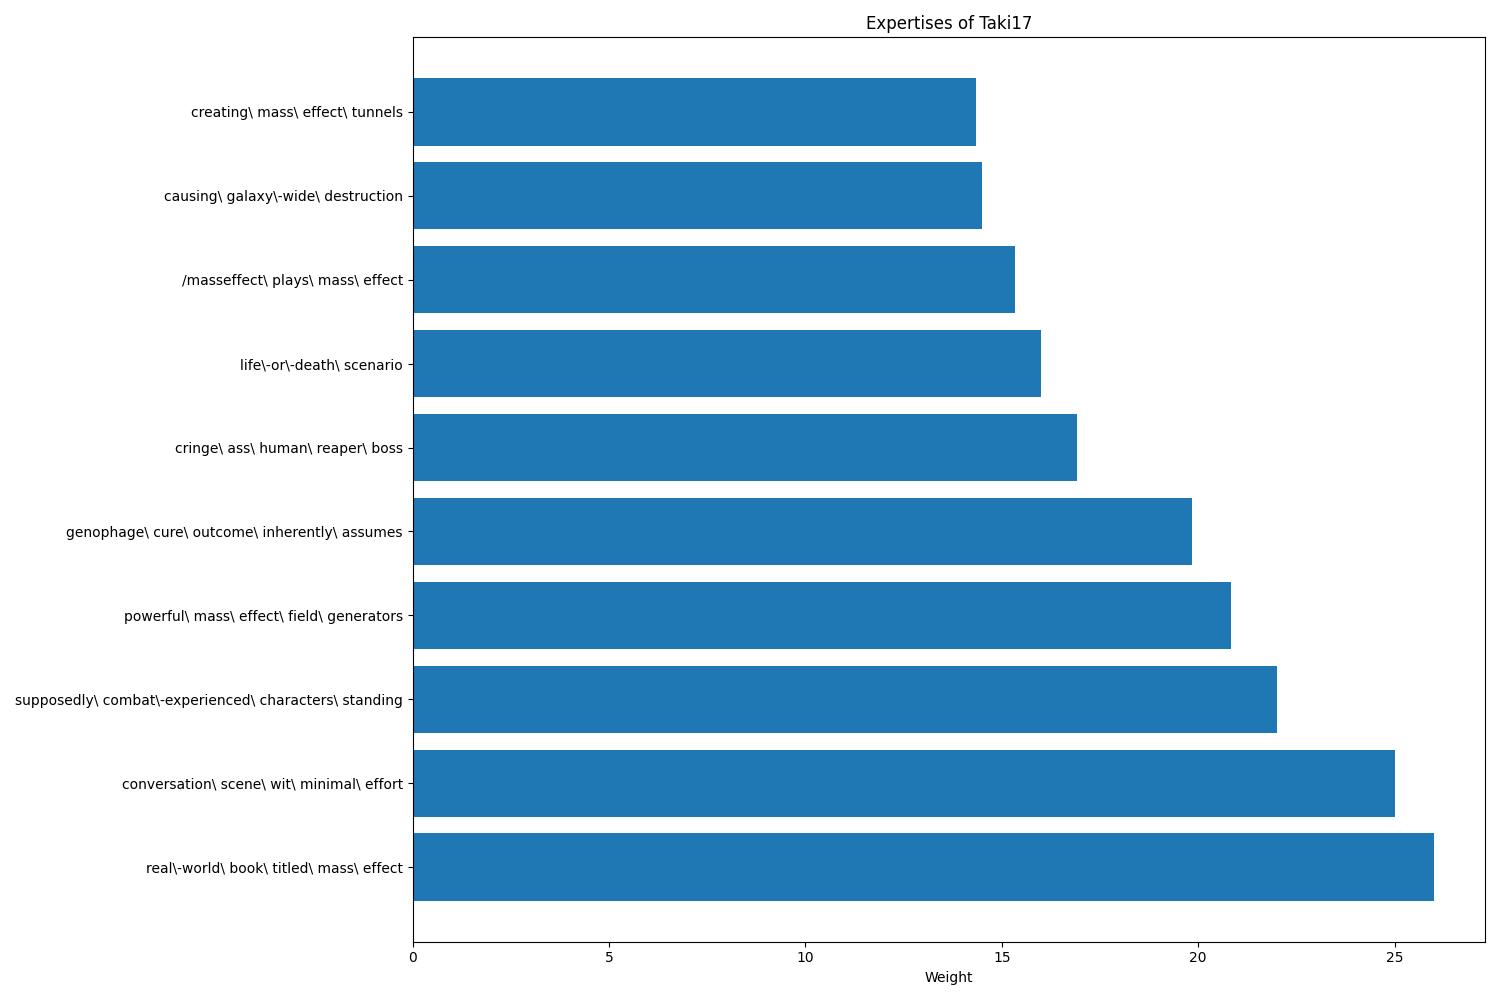 Expertises of Taki17
creating\ mass\ effect\ tunnels
causing\ galaxy\-wide\ destruction
/masseffect\ plays\ mass\ effect
life\-or\-death\ scenario
cringe\ ass\ human\ reaper\ boss
genophage\ cure\ outcome\ inherently\ assumes
powerful\ mass\ effect\ field\ generators
supposedly\ combat\-experienced\ characters\ standing
conversation\ scene\ wit\ minimal\ effort
real\-world\ book\ titled\ mass\ effect
0 5 10 15 20 25
Weight